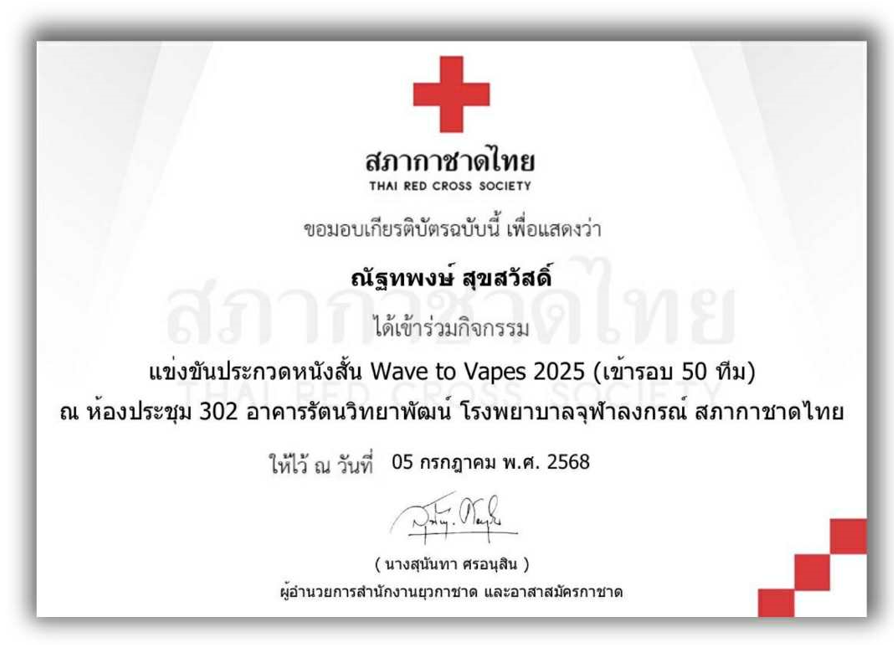 สภากาชาดไทย
THAI RED CROSS SOCIETY
ขอมอบเกียรติบัตรฉบับนี้ เพื่อแสดงว่า
ณัฐทพงษ์ สุขสวัสดิ์
ได้เข้าร่วมกิจกรรม
แข่งขันประกวดหนังสั้น Wave to Vapes 2025 (เข้ารอบ 50 ทีม)
ณ ห้องประชุม 302 อาคารรัตนวิทยาพัฒน์ โรงพยาบาลจุฬาลงกรณ์ สภากาชาดไทย
ให้ไว้ ณ วันที่ 05 กรกฎาคม พ.ศ. 2568
( นางสุนันทา ศรอนุสิน )
ผู้อำนวยการสำนักงานยุวกาชาด และอาสาสมัครกาชาด
สภากาชาดไทย
THAI RED CROSS SOCIETY